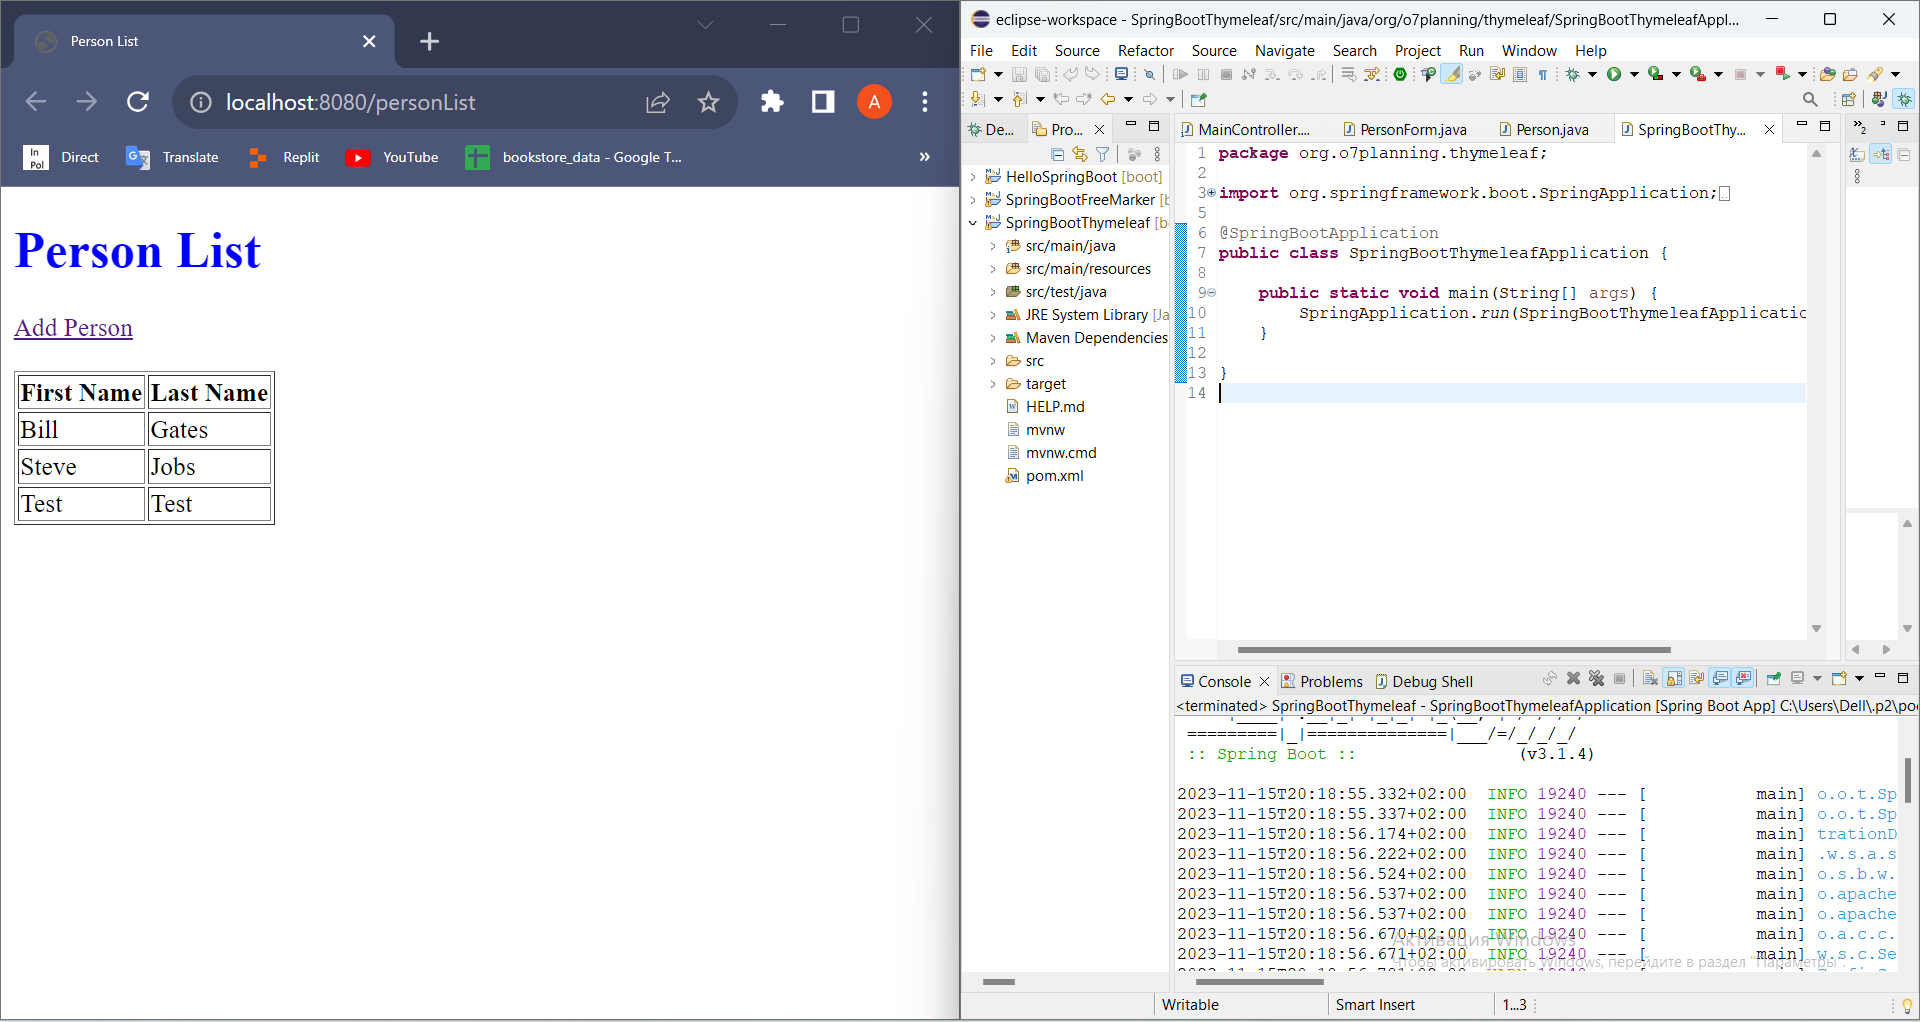 Person List
localhost:8080/personList
A
In
Pol
Direct
Translate
Replit
YouTube
bookstore_data - Google T...
»
Person List
Add Person
First Name Last Name
Bill Gates
Steve Jobs
Test Test
eclipse-workspace - SpringBootThymeleaf/src/main/java/org/o7planning/thymeleaf/SpringBootThymeleafAppl...
File Edit Source Refactor Source Navigate Search Project Run Window Help
De... Pro...
HelloSpringBoot [boot]
SpringBootFreeMarker [b
SpringBootThymeleaf [b
src/main/java
src/main/resources
src/test/java
JRE System Library [Ja
Maven Dependencies
src
target
HELP.md
mvnw
mvnw.cmd
pom.xml
MainController.... PersonForm.java Person.java SpringBootThy...
1 package org.o7planning.thymeleaf;
2
3 import org.springframework.boot.SpringApplication;
5
6 @SpringBootApplication
7 public class SpringBootThymeleafApplication {
8
9 public static void main(String[] args) {
10 SpringApplication.run(SpringBootThymeleafApplicatio
11 }
12
13 }
14
Console Problems Debug Shell
<terminated> SpringBootThymeleaf - SpringBootThymeleafApplication [Spring Boot App] C:\Users\Dell\.p2\poo
=========|_|==============|___/=/_/_/_/
:: Spring Boot :: (v3.1.4)
2023-11-15T20:18:55.332+02:00 INFO 19240 --- [ main] o.o.t.Sp
2023-11-15T20:18:55.337+02:00 INFO 19240 --- [ main] o.o.t.Sp
2023-11-15T20:18:56.174+02:00 INFO 19240 --- [ main] trationD
2023-11-15T20:18:56.222+02:00 INFO 19240 --- [ main] .w.s.a.s
2023-11-15T20:18:56.524+02:00 INFO 19240 --- [ main] o.s.b.w.
2023-11-15T20:18:56.537+02:00 INFO 19240 --- [ main] o.apache
2023-11-15T20:18:56.537+02:00 INFO 19240 --- [ main] o.apache
2023-11-15T20:18:56.670+02:00 INFO 19240 --- [ main] o.a.c.c.
2023-11-15T20:18:56.671+02:00 INFO 19240 --- [ main] w.s.c.Se
Активация Windows
Чтобы активировать Windows, перейдите в раздел "Параметры".
Writable Smart Insert 1...3